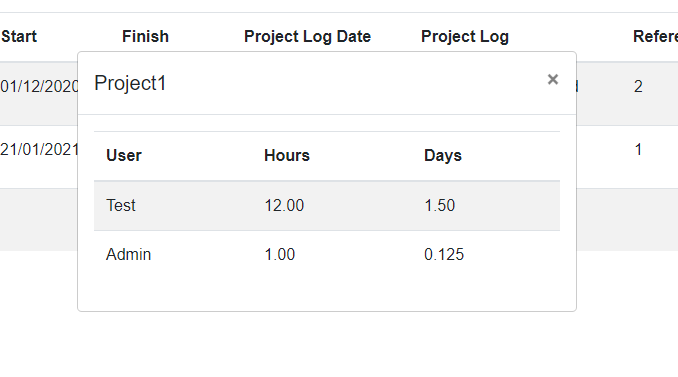 Start Finish Project Log Date Project Log
Project1 ×
01/12/2020 2
User Hours Days
21/01/2021 1
Test 12.00 1.50
Admin 1.00 0.125